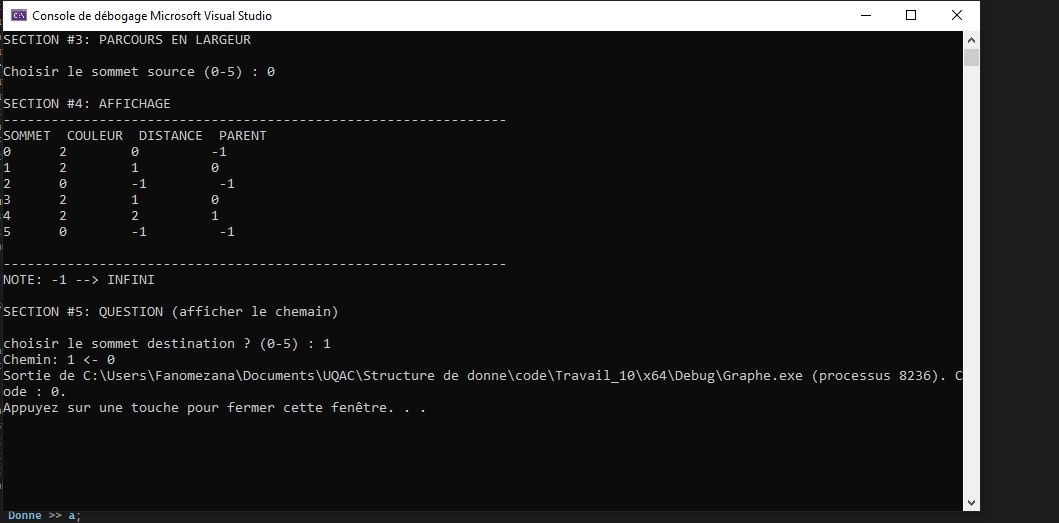 Console de débogage Microsoft Visual Studio
SECTION #3: PARCOURS EN LARGEUR
Choisir le sommet source (0-5) : 0
SECTION #4: AFFICHAGE
---------------------------------------------------------------
SOMMET  COULEUR  DISTANCE  PARENT
0      2        0         -1
1      2        1         0
2      0        -1         -1
3      2        1         0
4      2        2         1
5      0        -1         -1
---------------------------------------------------------------
NOTE: -1 --> INFINI
SECTION #5: QUESTION (afficher le chemain)
choisir le sommet destination ? (0-5) : 1
Chemin: 1 <- 0
Sortie de C:\Users\Fanomezana\Documents\UQAC\Structure de donne\code\Travail_10\x64\Debug\Graphe.exe (processus 8236). C
ode : 0.
Appuyez sur une touche pour fermer cette fenêtre. . .
Donne >> a;